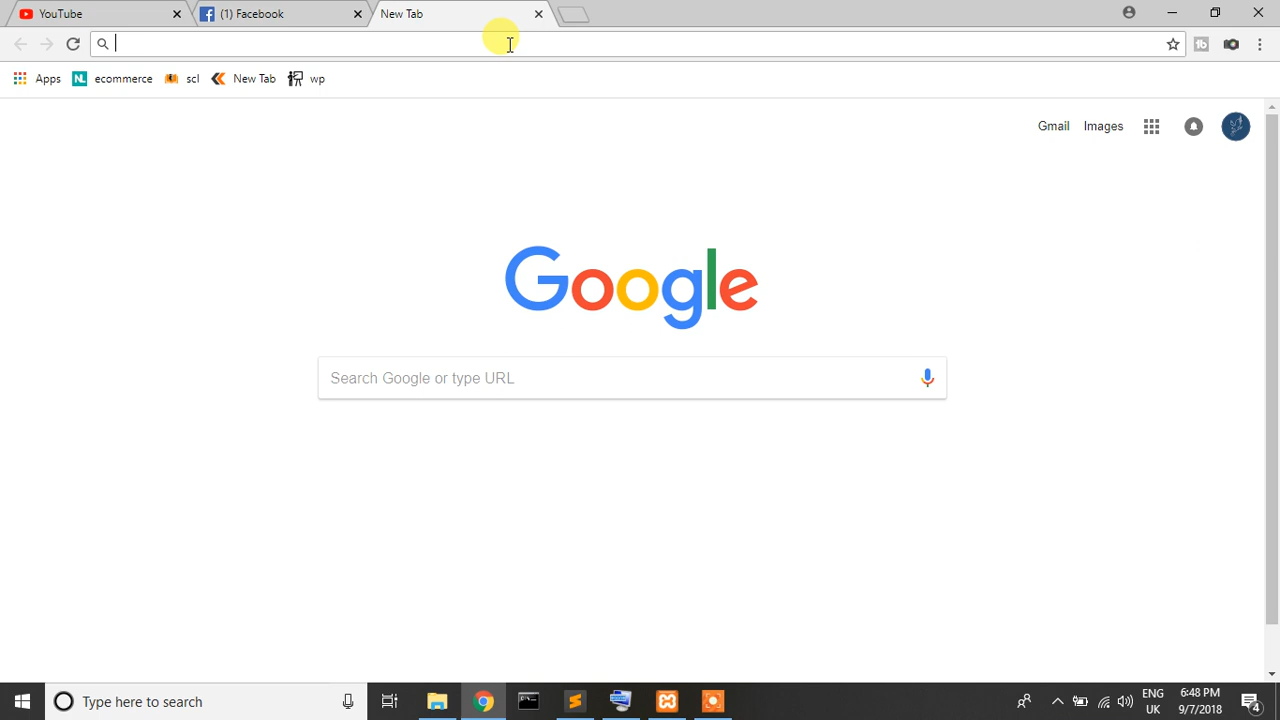 YouTube
(1) Facebook
New Tab
Apps
NL ecommerce
scl
New Tab
wp
Gmail Images
Google
Search Google or type URL
Type here to search
ENG 6:48 PM
UK 9/7/2018
4